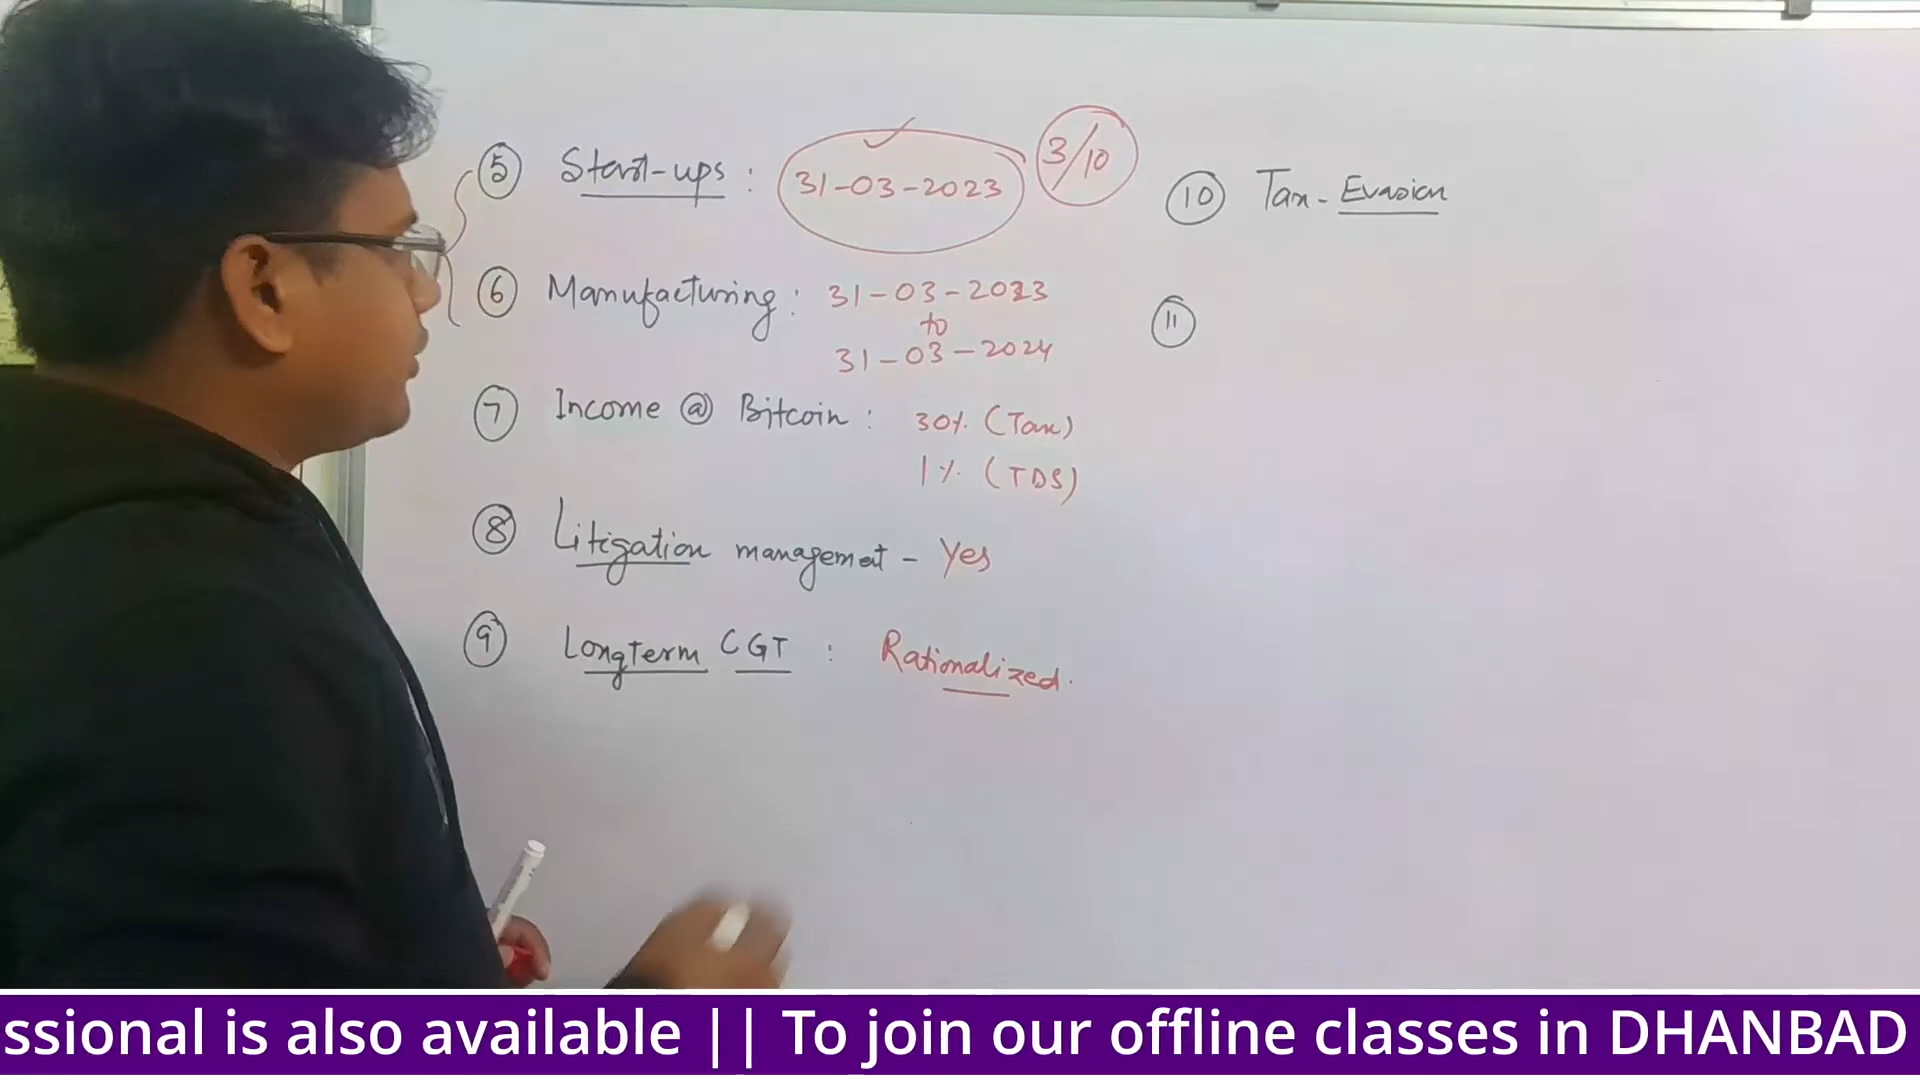 5 Start-ups : 31-03-2023 3/10
6 Manufacturing : 31-03-2023
to
31-03-2024
7 Income @ Bitcoin : 30% (Tax)
1% (TDS)
8 Litigation managemet - Yes
9 Longterm CGT : Rationalized.
10 Tax - Evasion
11
ssional is also available || To join our offline classes in DHANBAD